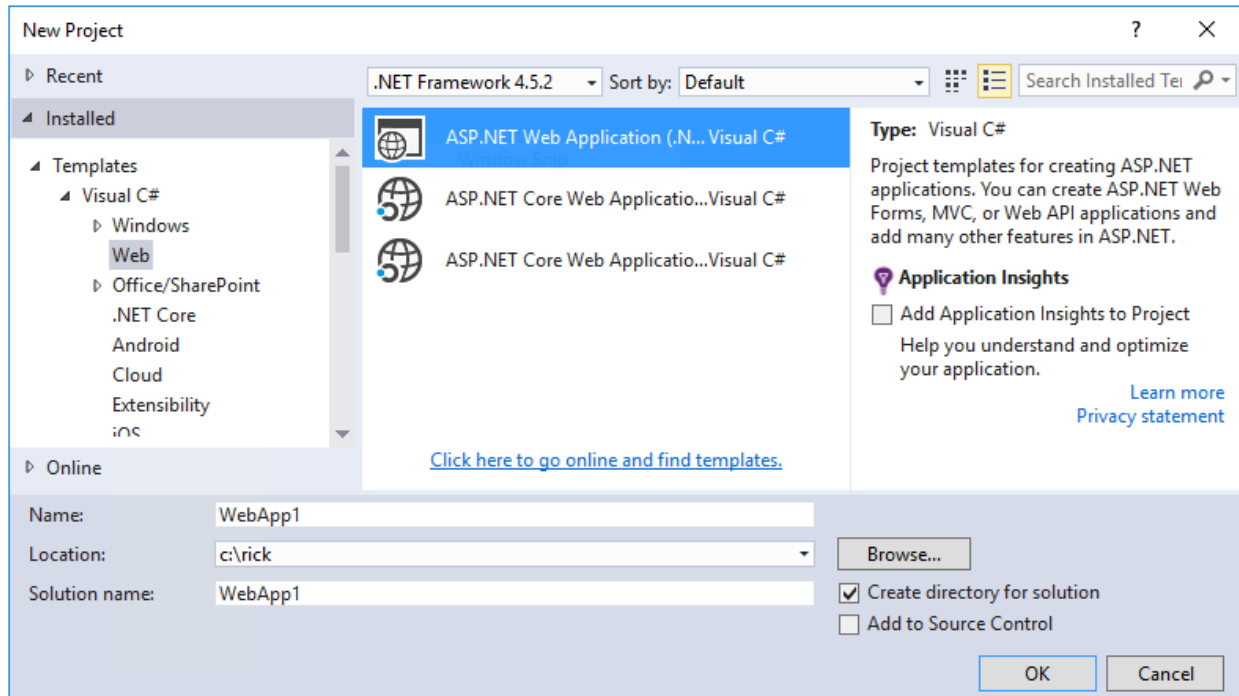 New Project
?
Recent
.NET Framework 4.5.2
Sort by:
Default
Search Installed Te
Installed
Templates
Visual C#
Windows
Web
Office/SharePoint
.NET Core
Android
Cloud
Extensibility
iOS
Online
ASP.NET Web Application (.N... Visual C#
Window Snip
ASP.NET Core Web Applicatio...Visual C#
ASP.NET Core Web Applicatio...Visual C#
Click here to go online and find templates.
Type: Visual C#
Project templates for creating ASP.NET
applications. You can create ASP.NET Web
Forms, MVC, or Web API applications and
add many other features in ASP.NET.
Application Insights
Add Application Insights to Project
Help you understand and optimize
your application.
Learn more
Privacy statement
Name:
WebApp1
Location:
c:\rick
Browse...
Solution name:
WebApp1
Create directory for solution
Add to Source Control
OK
Cancel